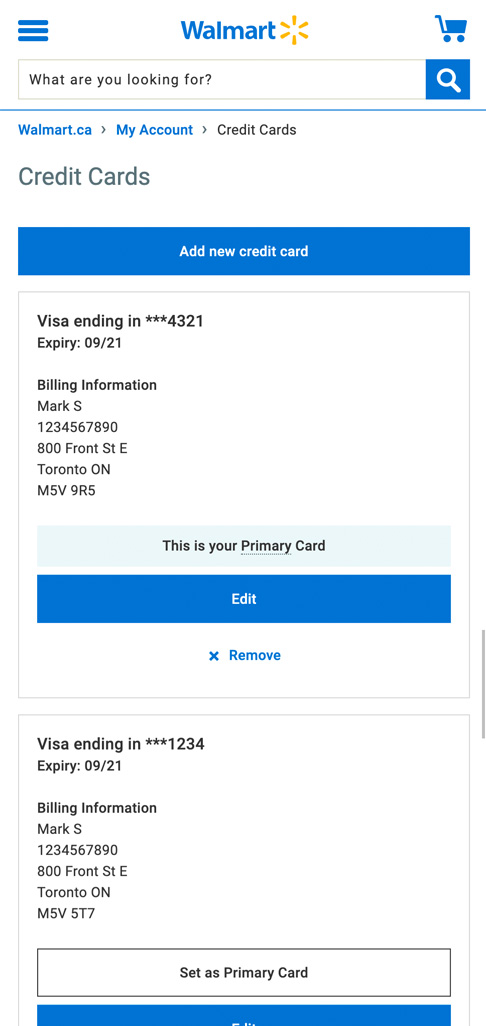 Walmart
What are you looking for?
Walmart.ca › My Account › Credit Cards
Credit Cards
Add new credit card
Visa ending in ***4321
Expiry: 09/21
Billing Information
Mark S
1234567890
800 Front St E
Toronto ON
M5V 9R5
This is your Primary Card
Edit
Remove
Visa ending in ***1234
Expiry: 09/21
Billing Information
Mark S
1234567890
800 Front St E
Toronto ON
M5V 5T7
Set as Primary Card
Edit